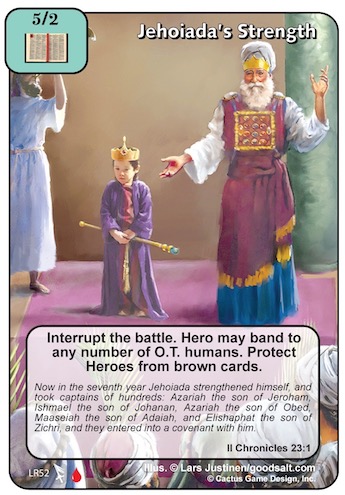 5/2
Jehoiada's Strength
Interrupt the battle. Hero may band to
any number of O.T. humans. Protect
Heroes from brown cards.
Now in the seventh year Jehoiada strengthened himself, and
took captains of hundreds: Azariah the son of Jeroham,
Ishmael the son of Johanan, Azariah the son of Obed,
Maaseiah the son of Adaiah, and Elishaphat the son of
Zichri, and they entered into a covenant with him.
II Chronicles 23:1
LR52
Illus. © Lars Justinen/goodsalt.com
© Cactus Game Design, Inc.